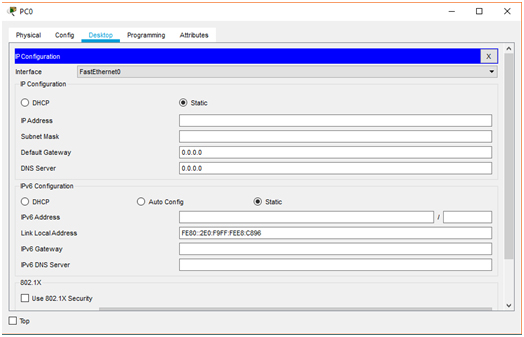 PC0
Physical Config Desktop Programming Attributes
IP Configuration X
Interface FastEthernet0
IP Configuration
DHCP Static
IP Address
Subnet Mask
Default Gateway 0.0.0.0
DNS Server 0.0.0.0
IPv6 Configuration
DHCP Auto Config Static
IPv6 Address /
Link Local Address FE80::2E0:F9FF:FEE8:C896
IPv6 Gateway
IPv6 DNS Server
802.1X
Use 802.1X Security
Top